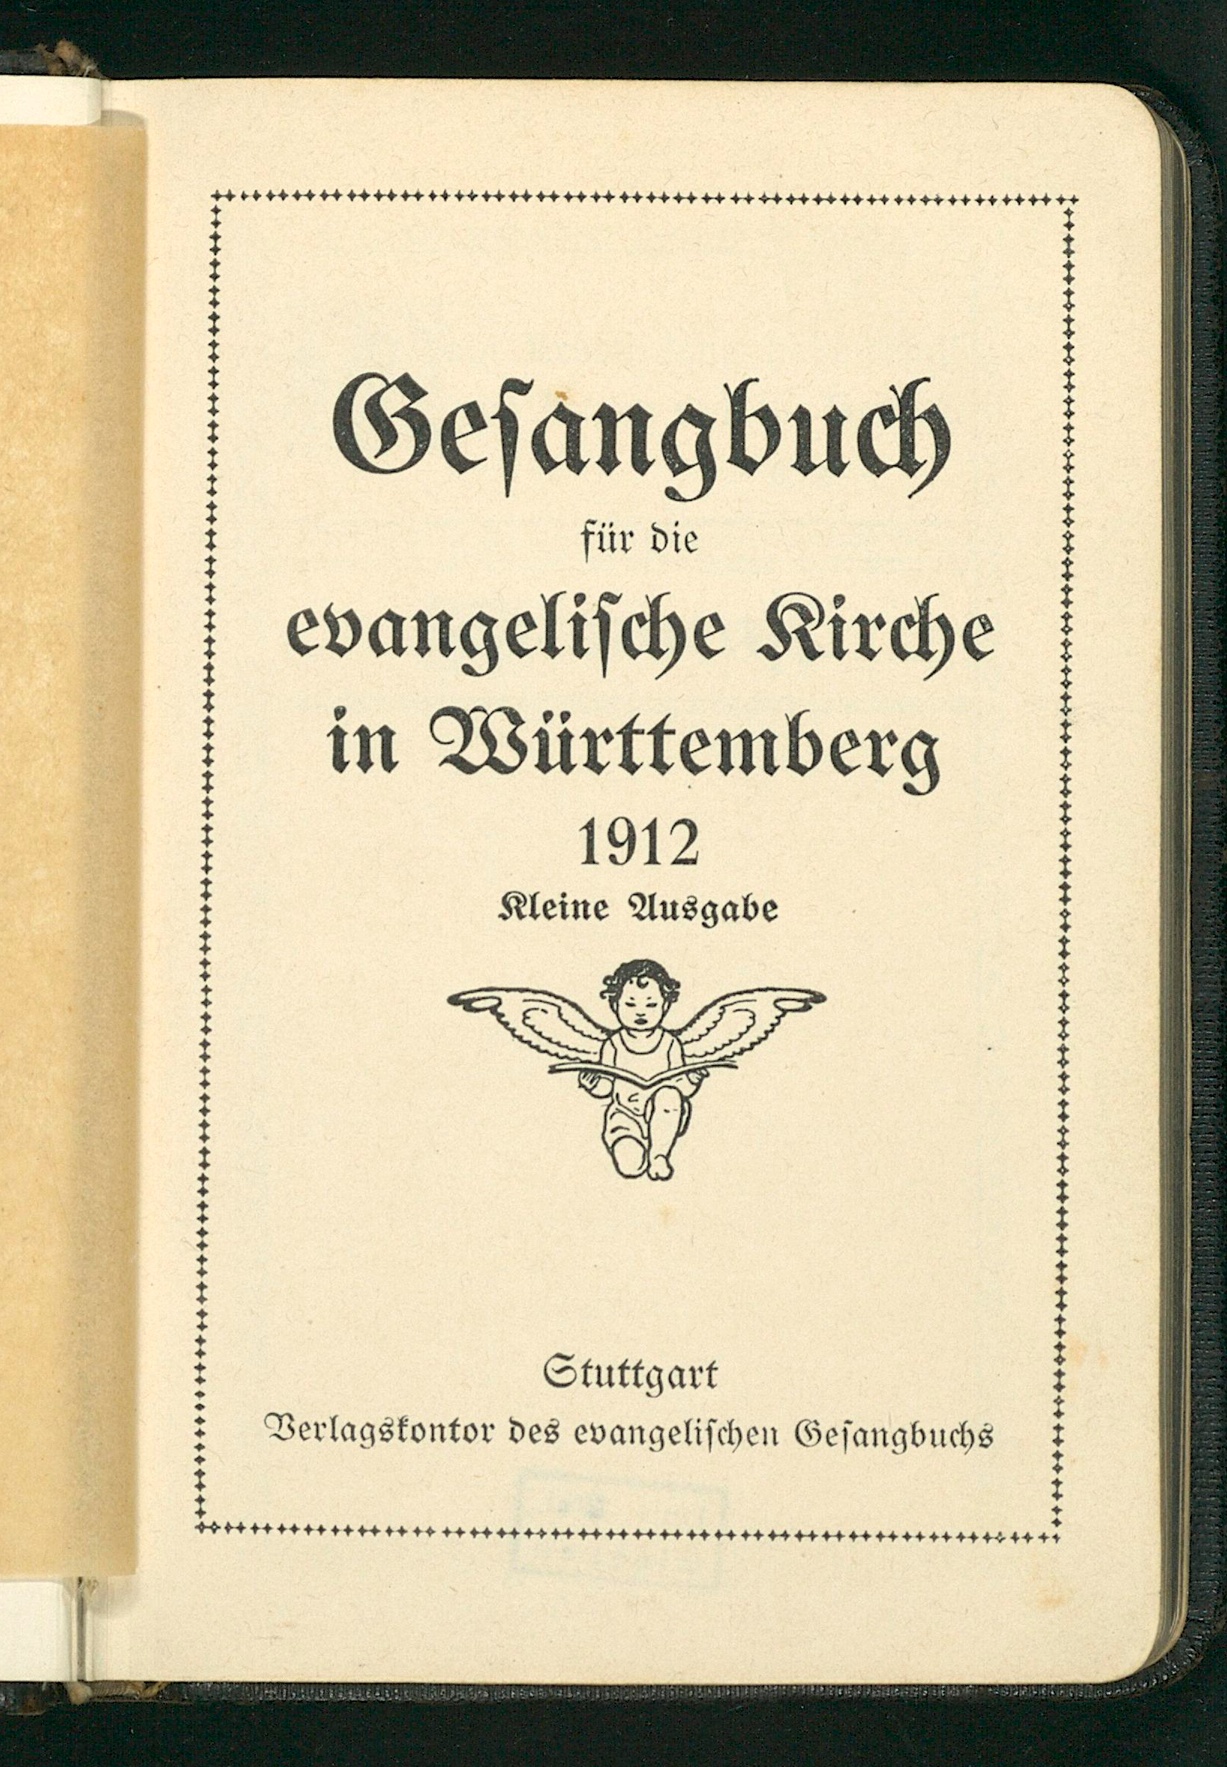 Gesangbuch
für die
evangelische Kirche
in Württemberg
1912
Kleine Ausgabe
Stuttgart
Verlagskontor des evangelischen Gesangbuchs